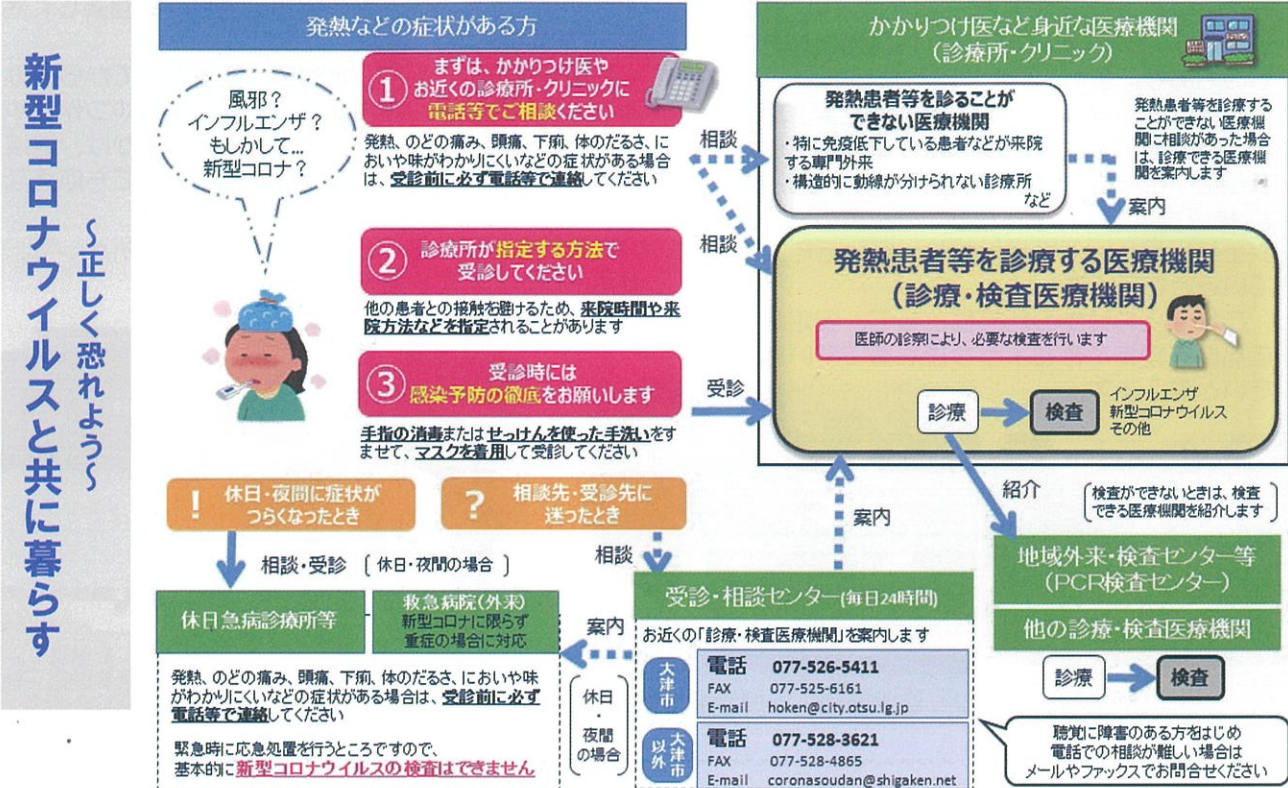 新型コロナウイルスと共に暮らす
～正しく恐れよう～
発熱などの症状がある方
風邪？
インフルエンザ？
もしかして…
新型コロナ？
① まずは、かかりつけ医や
お近くの診療所・クリニックに
電話等でご相談ください
発熱、のどの痛み、頭痛、下痢、体のだるさ、に
おいや味がわかりにくいなどの症状がある場合
は、受診前に必ず電話等で連絡してください
② 診療所が指定する方法で
受診してください
他の患者との接触を避けるため、来院時間や来
院方法などを指定されることがあります
③ 受診時には
感染予防の徹底をお願いします
手指の消毒またはせっけんを使った手洗いをす
ませて、マスクを着用して受診してください
相談
相談
受診
かかりつけ医など身近な医療機関
（診療所・クリニック）
発熱患者等を診ることが
できない医療機関
・特に免疫低下している患者などが来院
する専門外来
・構造的に動線が分けられない診療所
など
発熱患者等を診療する
ことができない医療機
関に相談があった場合
は、診療できる医療機
関を案内します
案内
発熱患者等を診療する医療機関
（診療・検査医療機関）
医師の診察により、必要な検査を行います
診療
検査
インフルエンザ
新型コロナウイルス
その他
! 休日・夜間に症状が
つらくなったとき
? 相談先・受診先に
迷ったとき
相談・受診 〔休日・夜間の場合〕
相談
案内
紹介
〔検査ができないときは、検査
できる医療機関を紹介します〕
休日急病診療所等
救急病院（外来）
新型コロナに限らず
重症の場合に対応
発熱、のどの痛み、頭痛、下痢、体のだるさ、においや味
がわかりにくいなどの症状がある場合は、受診前に必ず
電話等で連絡してください
緊急時に応急処置を行うところですので、
基本的に新型コロナウイルスの検査はできません
案内
休日
・
夜間
の場合
受診・相談センター(毎日24時間)
お近くの「診療・検査医療機関」を案内します
大津市
電話 077-526-5411
FAX 077-525-6161
E-mail hoken@city.otsu.lg.jp
大津市以外
電話 077-528-3621
FAX 077-528-4865
E-mail coronasoudan@shigaken.net
地域外来・検査センター等
（PCR検査センター）
他の診療・検査医療機関
診療
検査
聴覚に障害のある方をはじめ
電話での相談が難しい場合は
メールやファックスでお問合せください